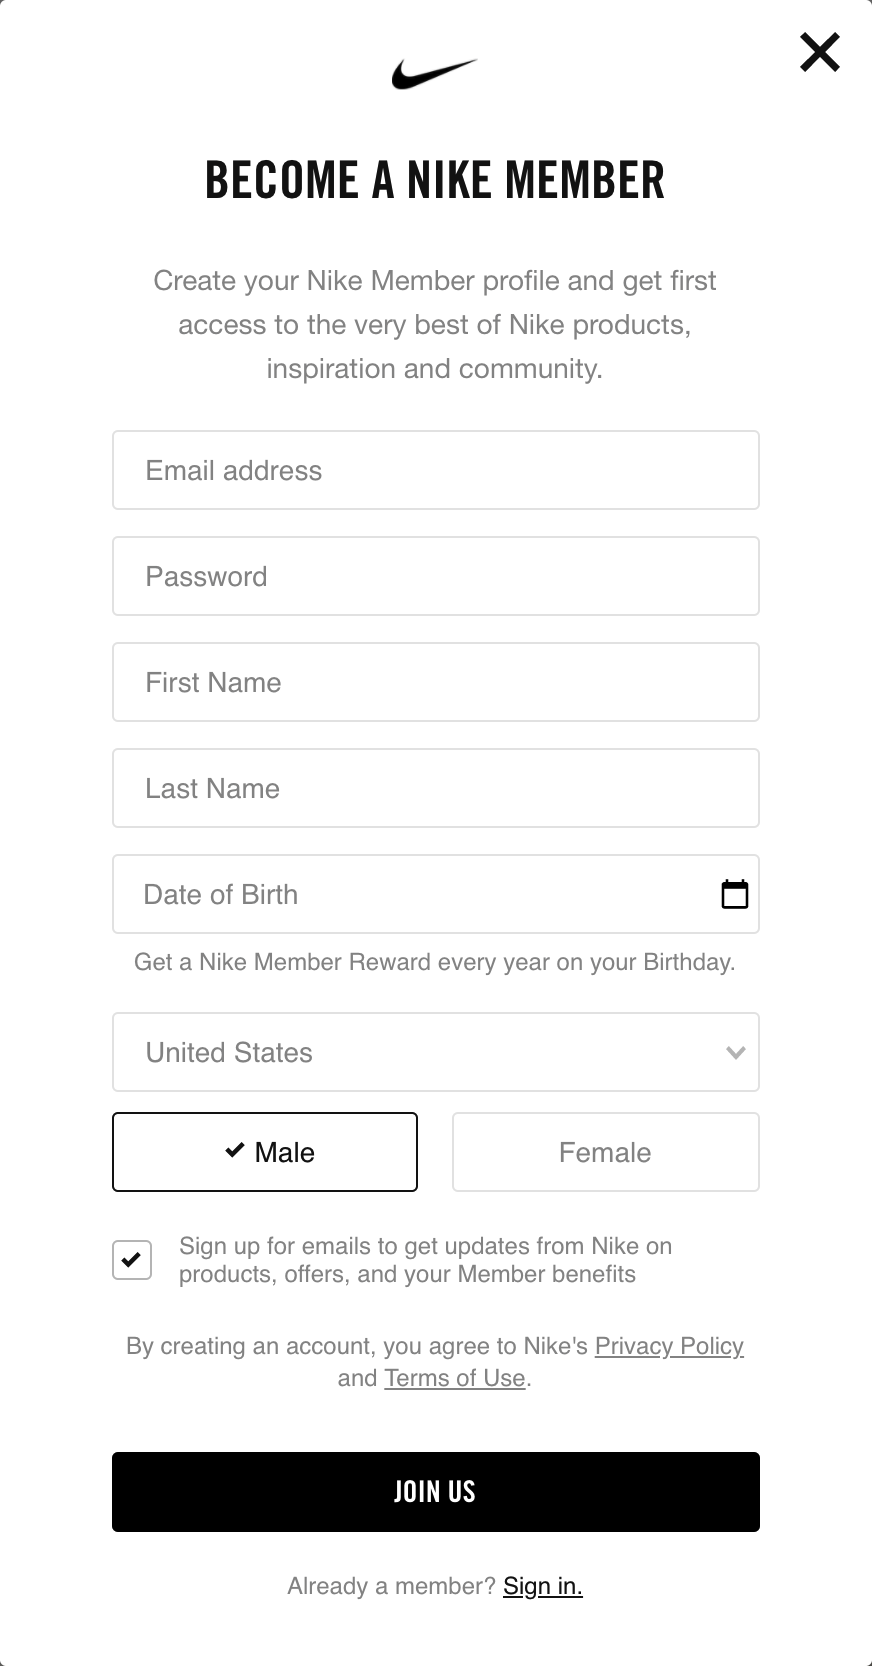 BECOME A NIKE MEMBER
Create your Nike Member profile and get first
access to the very best of Nike products,
inspiration and community.
Email address
Password
First Name
Last Name
Date of Birth
Get a Nike Member Reward every year on your Birthday.
United States
Male
Female
Sign up for emails to get updates from Nike on
products, offers, and your Member benefits
By creating an account, you agree to Nike's Privacy Policy
and Terms of Use.
JOIN US
Already a member? Sign in.